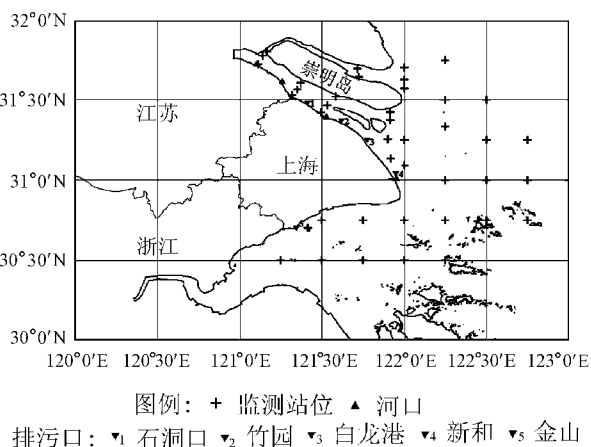 32°0′N
崇明岛
31°30′N
江苏
上海
31°0′N
浙江
30°30′N
30°0′N
120°0′E 120°30′E 121°0′E 121°30′E 122°0′E 122°30′E 123°0′E
图例： + 监测站位 ▲ 河口
排污口： ▼1 石洞口 ▼2 竹园 ▼3 白龙港 ▼4 新和 ▼5 金山